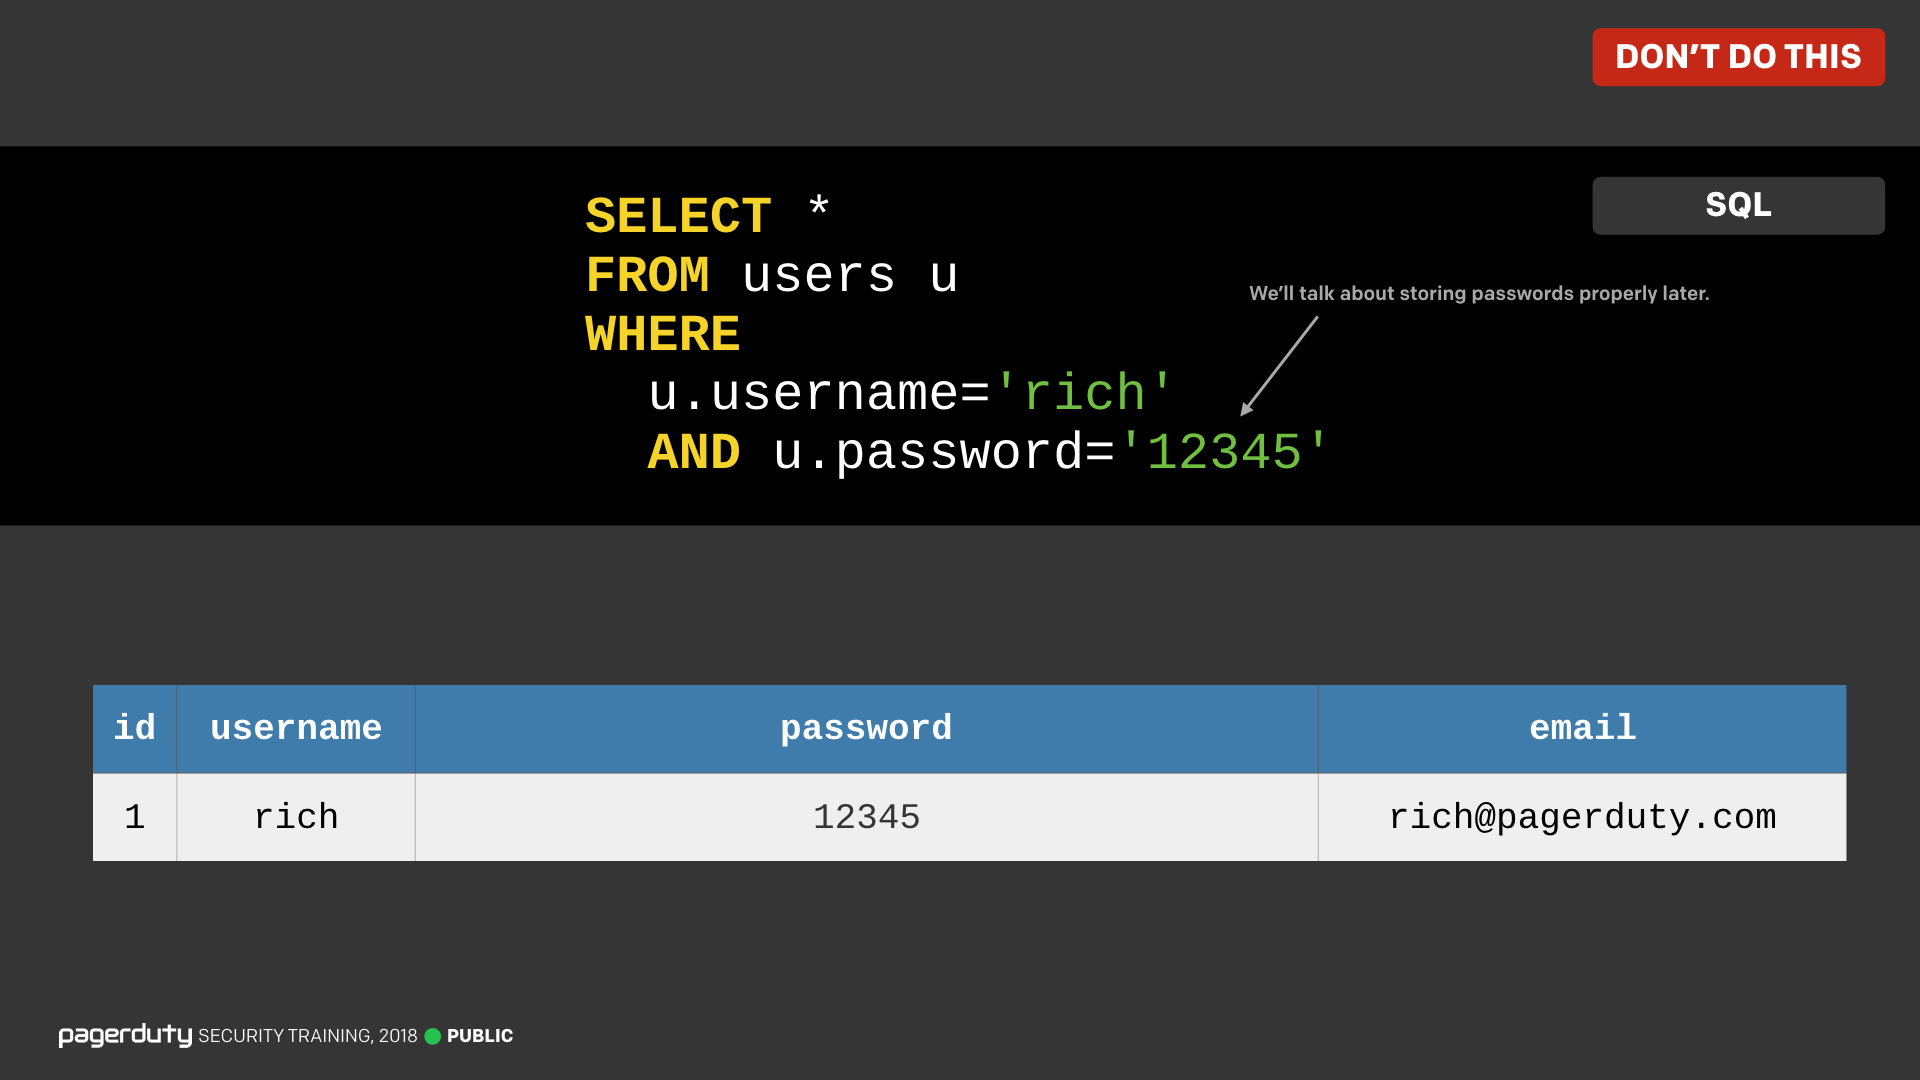 DON’T DO THIS
SQL
SELECT *
FROM users u
WHERE
u.username='rich'
AND u.password='12345'
We’ll talk about storing passwords properly later.
id username password email
1 rich 12345 rich@pagerduty.com
pagerduty SECURITY TRAINING, 2018 PUBLIC